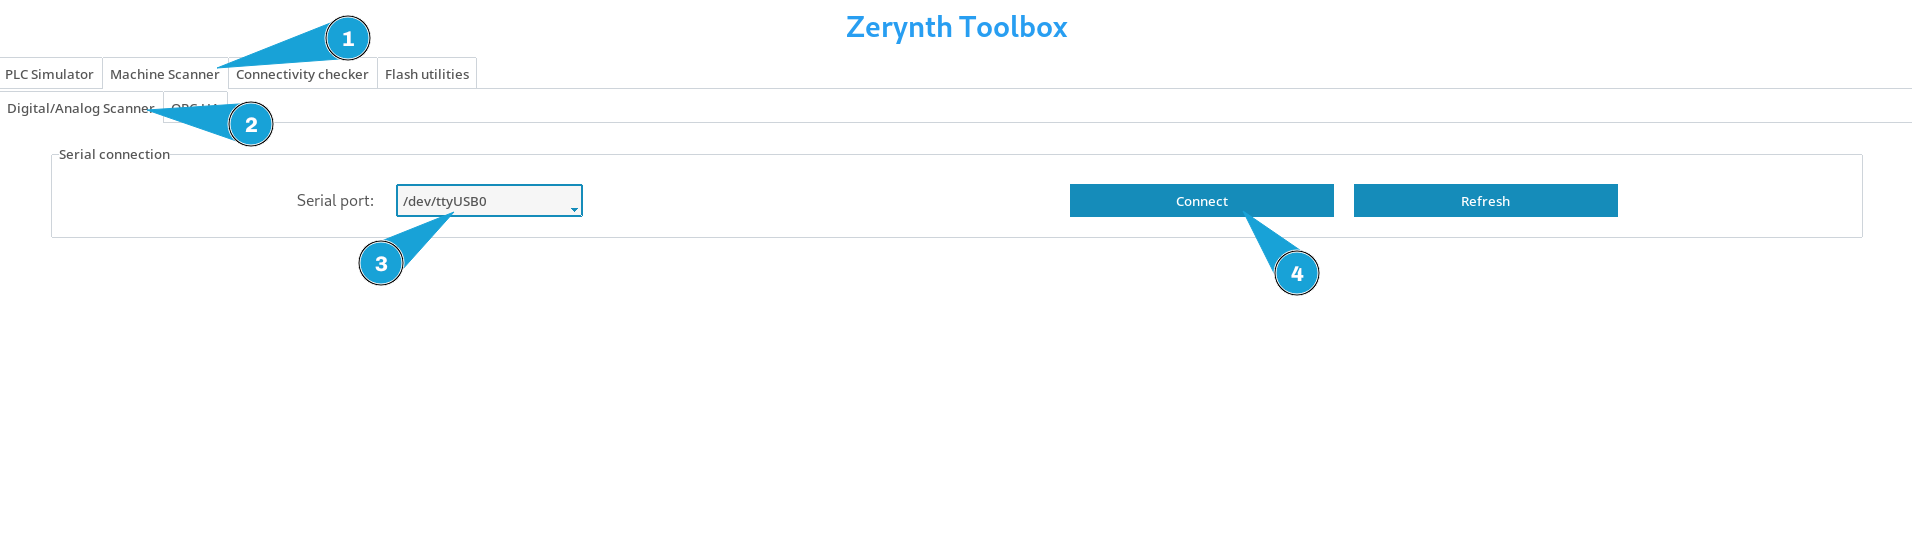 Zerynth Toolbox
1
PLC Simulator Machine Scanner Connectivity checker Flash utilities
Digital/Analog Scanner
2
Serial connection
Serial port: /dev/ttyUSB0 Connect Refresh
3
4